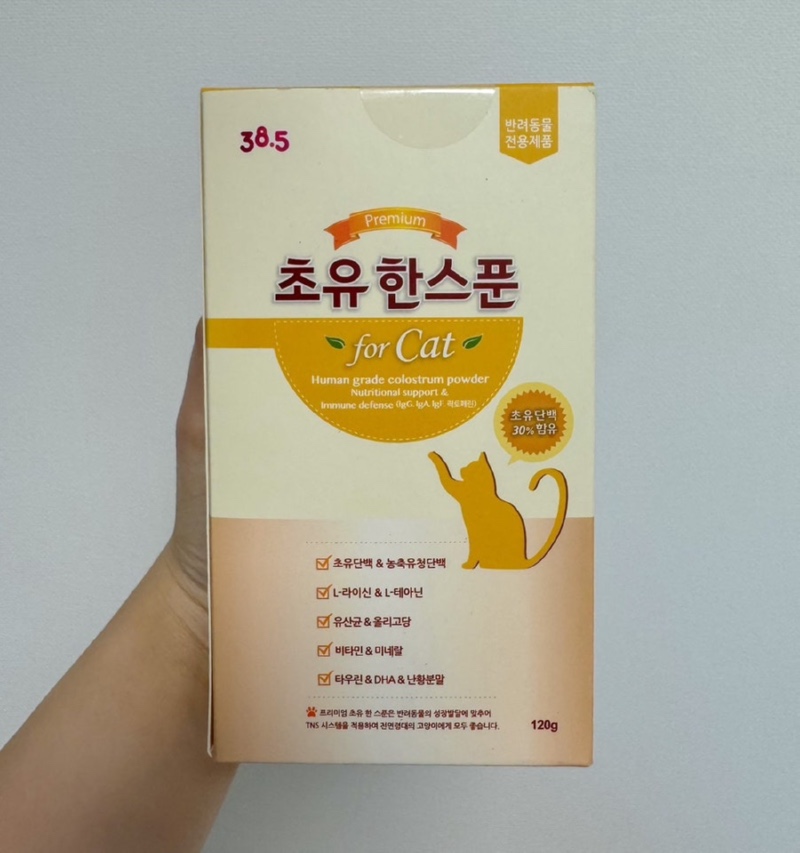 38.5
반려동물
전용제품
Premium
초유 한스푼
for Cat
Human grade colostrum powder
Nutritional support &
Immune defense (IgG, IgA, IgF, 락토페린)
초유단백
30% 함유
초유단백 & 농축유청단백
L-라이신 & L-테아닌
유산균 & 올리고당
비타민 & 미네랄
타우린 & DHA & 난황분말
프리미엄 초유 한 스푼은 반려동물의 성장발달에 맞추어
TNS 시스템을 적용하여 전연령대의 고양이에게 모두 좋습니다.
120g